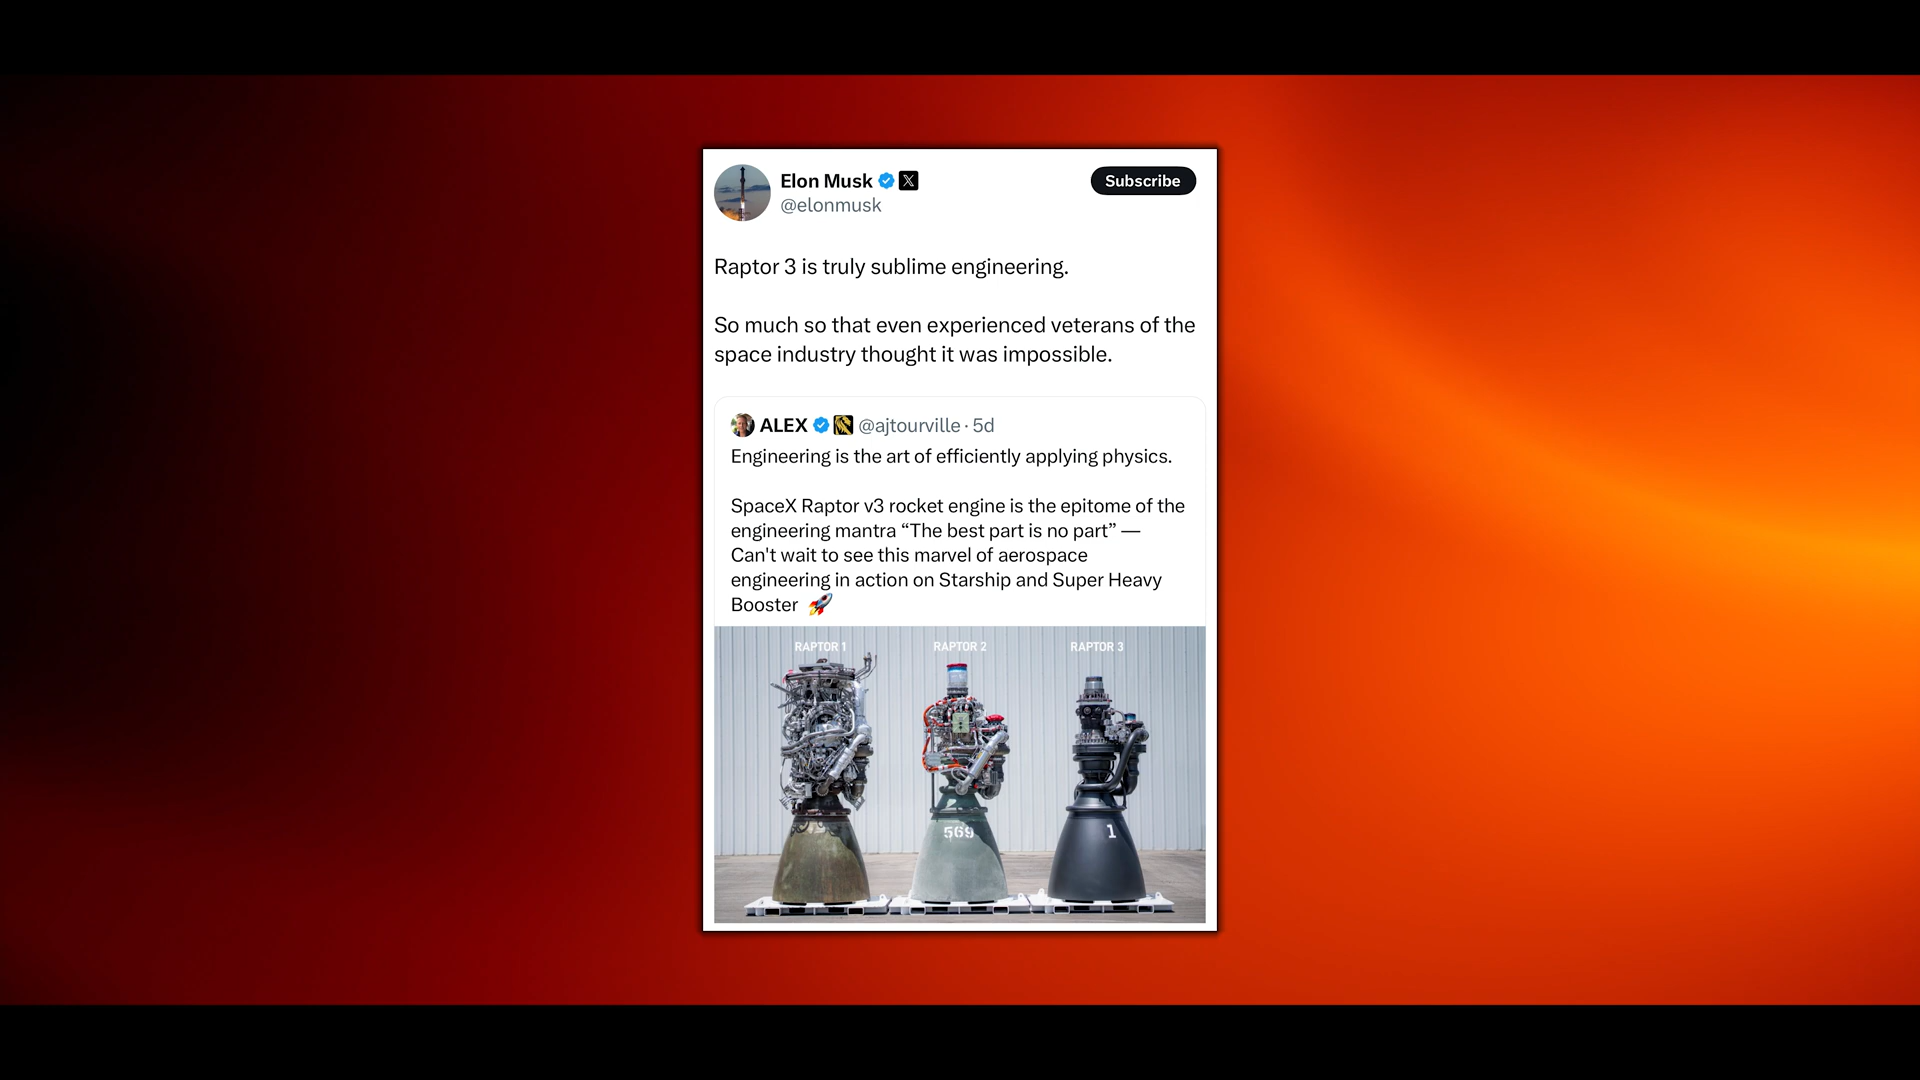 Elon Musk
Subscribe
@elonmusk
Raptor 3 is truly sublime engineering.
So much so that even experienced veterans of the
space industry thought it was impossible.
ALEX @ajtourville · 5d
Engineering is the art of efficiently applying physics.
SpaceX Raptor v3 rocket engine is the epitome of the
engineering mantra “The best part is no part” —
Can't wait to see this marvel of aerospace
engineering in action on Starship and Super Heavy
Booster 🚀
RAPTOR 1
RAPTOR 2
RAPTOR 3
569
1